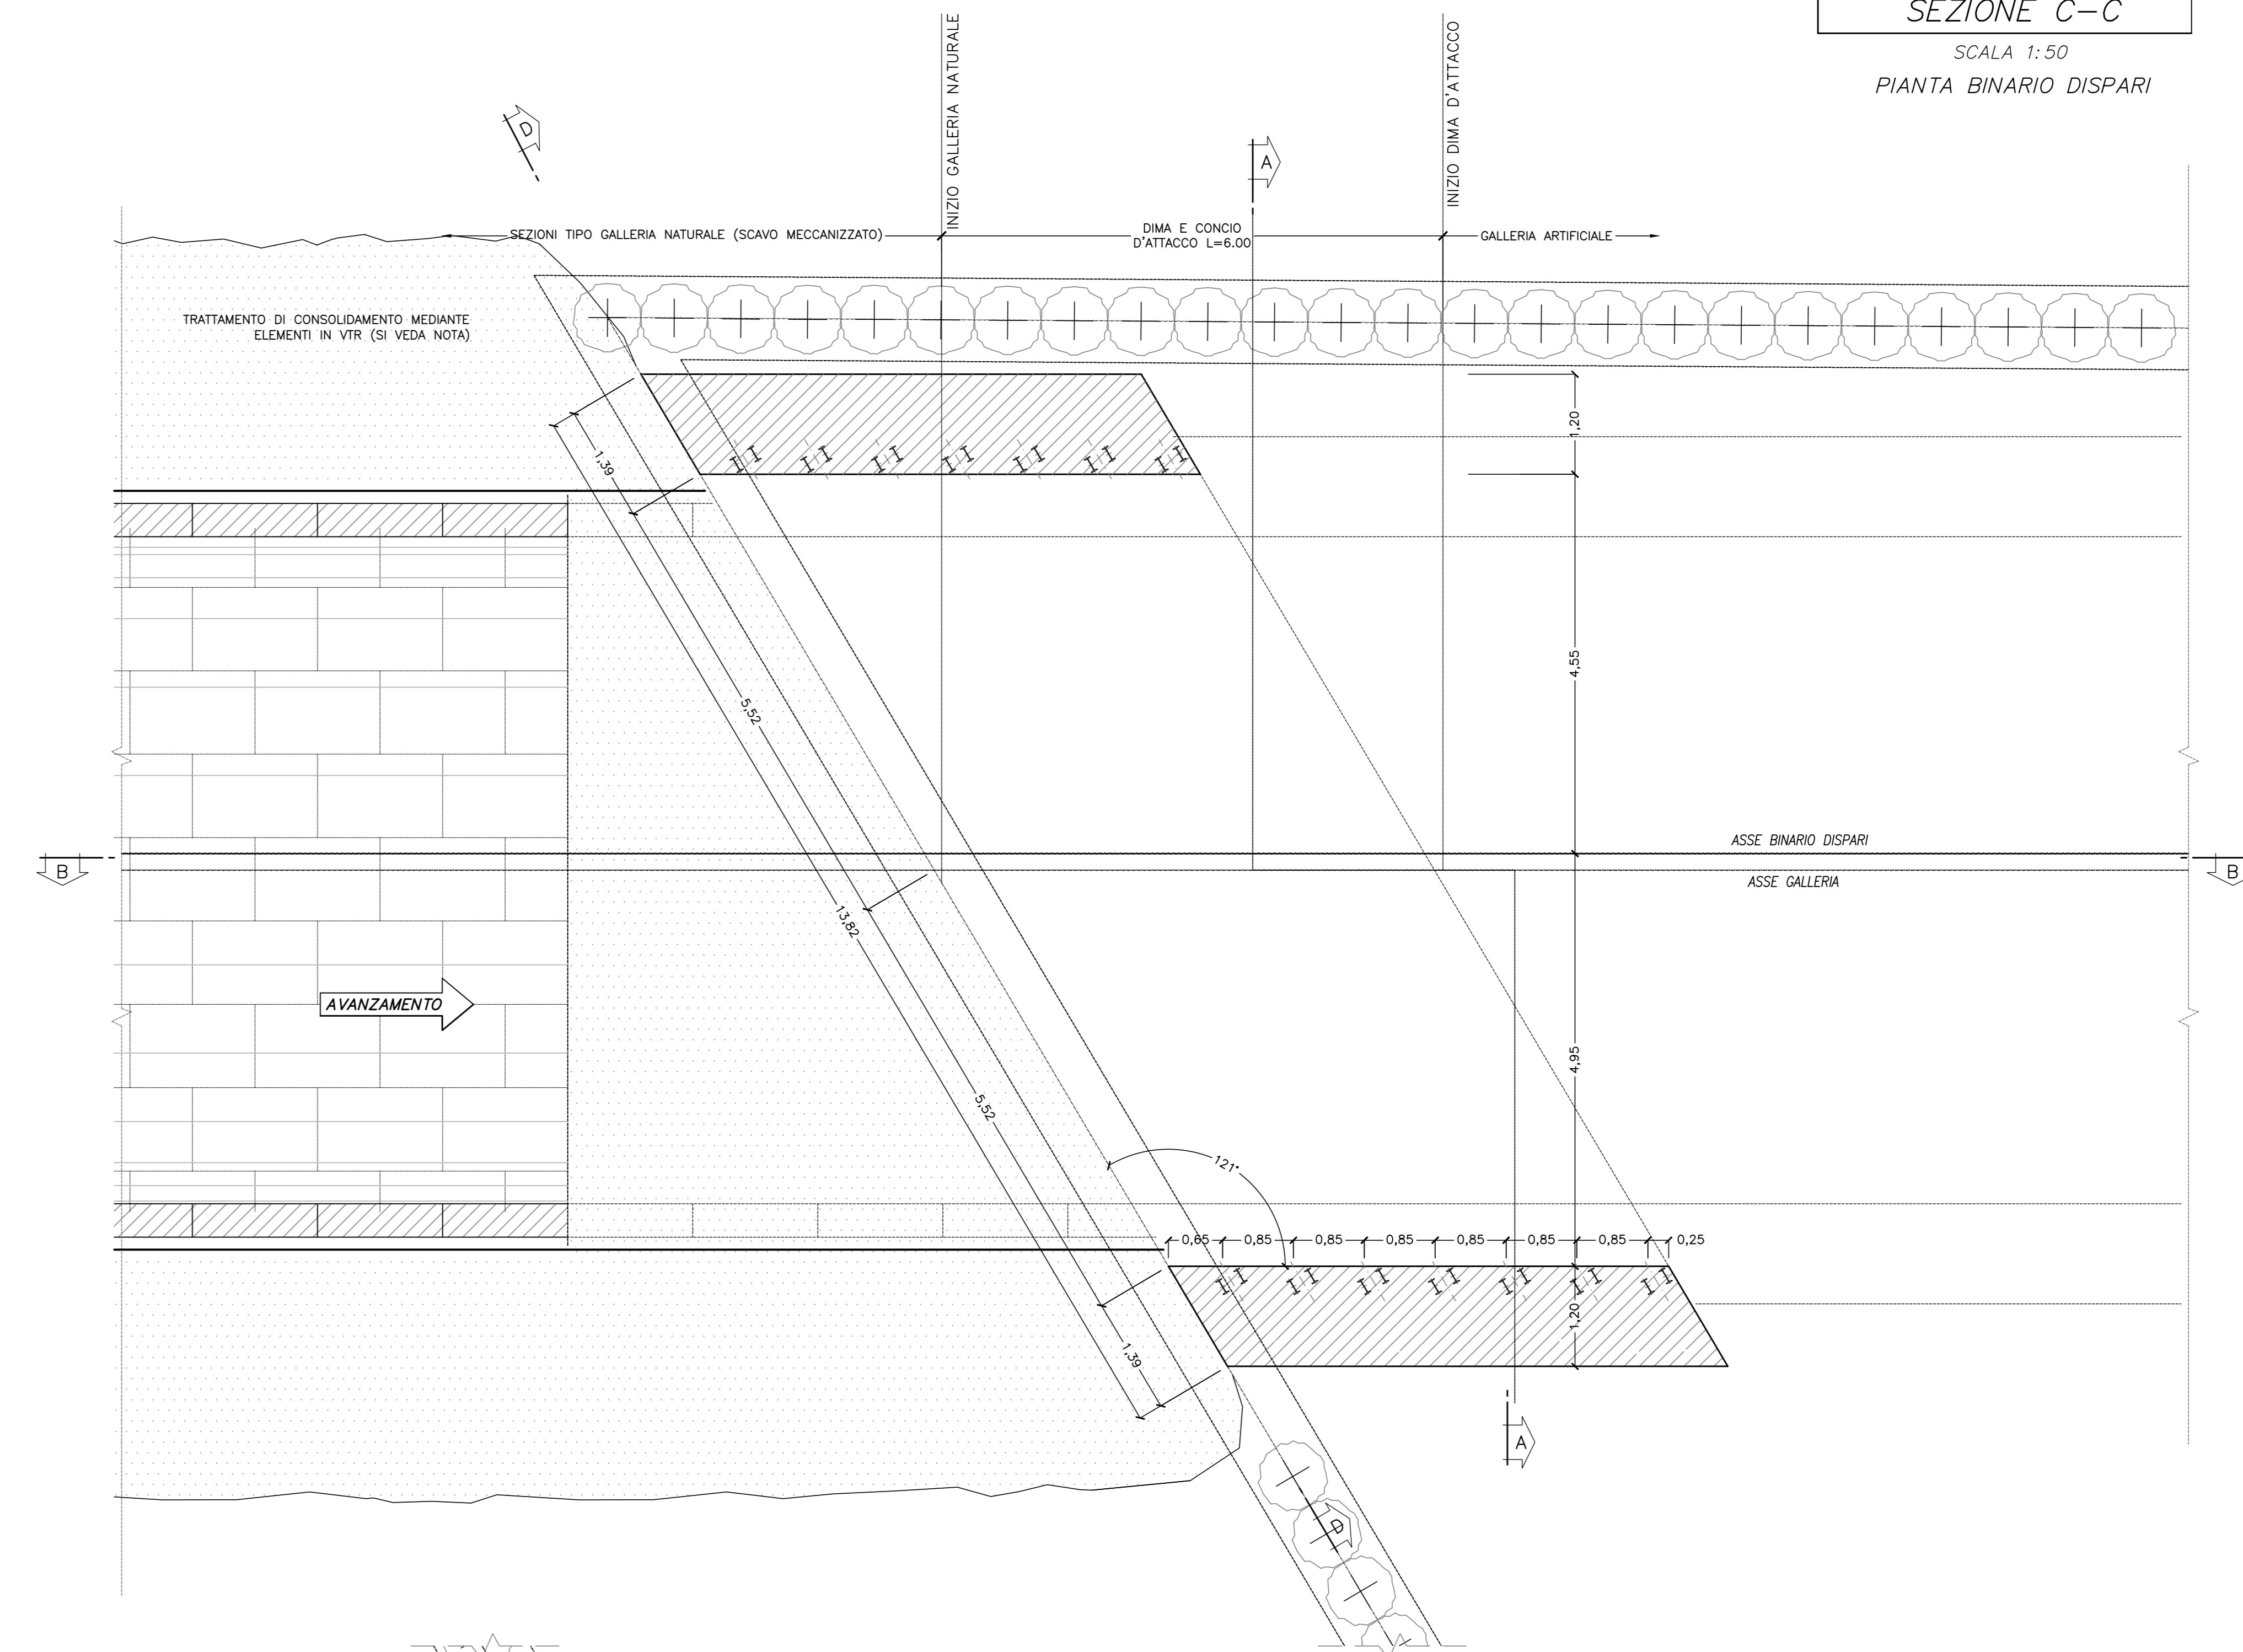 SEZIONE C-C
SCALA 1:50
PIANTA BINARIO DISPARI
INIZIO GALLERIA NATURALE
INIZIO DIMA D'ATTACCO
D
A
SEZIONI TIPO GALLERIA NATURALE (SCAVO MECCANIZZATO)
DIMA E CONCIO
D'ATTACCO L=6.00
GALLERIA ARTIFICIALE
TRATTAMENTO DI CONSOLIDAMENTO MEDIANTE
ELEMENTI IN VTR (SI VEDA NOTA)
1,20
1,39
4,55
5,52
ASSE BINARIO DISPARI
B
B
ASSE GALLERIA
13,82
AVANZAMENTO
4,95
5,52
121°
0,65
0,85
0,85
0,85
0,85
0,85
0,85
0,25
1,20
1,39
A
D